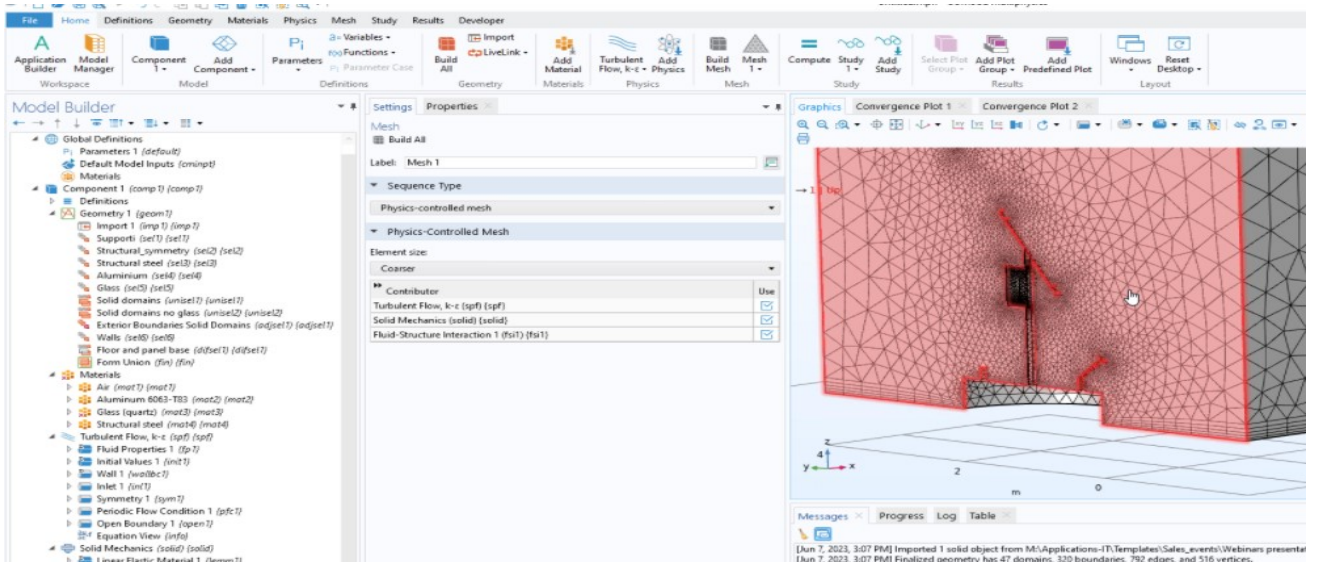 File Home Definitions Geometry Materials Physics Mesh Study Results Developer
Application Builder
Model Manager
Component 1
Add Component
Parameters
a= Variables
f(x) Functions
Pi Parameter Case
Build All
Import
LiveLink
Add Material
Turbulent Flow, k-ε
Add Physics
Build Mesh
Mesh 1
Compute
Study 1
Add Study
Select Plot Group
Add Plot Group
Add Predefined Plot
Windows
Reset Desktop
Workspace Model Definitions Geometry Materials Physics Mesh Study Results Layout
Model Builder
Global Definitions
Pi Parameters 1 (default)
Default Model Inputs (cminpt)
Materials
Component 1 (comp1) {comp1}
Definitions
Geometry 1 (geom1)
Import 1 (imp1) {imp1}
Supporti (sel1) {sel1}
Structural_symmetry (sel2) {sel2}
Structural steel (sel3) {sel3}
Aluminium (sel4) {sel4}
Glass (sel5) {sel5}
Solid domains (unisel1) {unisel1}
Solid domains no glass (unisel2) {unisel2}
Exterior Boundaries Solid Domains (adjsel1) {adjsel1}
Walls (sel6) {sel6}
Floor and panel base (difsel1) {difsel1}
Form Union (fin) {fin}
Materials
Air (mat1) {mat1}
Aluminum 6063-T83 (mat2) {mat2}
Glass (quartz) (mat3) {mat3}
Structural steel (mat4) {mat4}
Turbulent Flow, k-ε (spf) {spf}
Fluid Properties 1 {fp1}
Initial Values 1 {init1}
Wall 1 {wallbc1}
Inlet 1 {inl1}
Symmetry 1 {sym1}
Periodic Flow Condition 1 {pfc1}
Open Boundary 1 {open1}
Equation View {info}
Solid Mechanics (solid) {solid}
Linear Elastic Material 1 {lemm1}
Settings Properties
Mesh
Build All
Label: Mesh 1
Sequence Type
Physics-controlled mesh
Physics-Controlled Mesh
Element size:
Coarser
Contributor Use
Turbulent Flow, k-ε (spf) {spf}
Solid Mechanics (solid) {solid}
Fluid-Structure Interaction 1 (fsi1) {fsi1}
Graphics Convergence Plot 1 Convergence Plot 2
z
4
y x
2
0
m
Messages Progress Log Table
[Jun 7, 2023, 3:07 PM] Imported 1 solid object from M:\Applications-IT\Templates\Sales_events\Webinars presentat
[Jun 7, 2023, 3:07 PM] Finalized geometry has 47 domains, 320 boundaries, 792 edges, and 516 vertices.